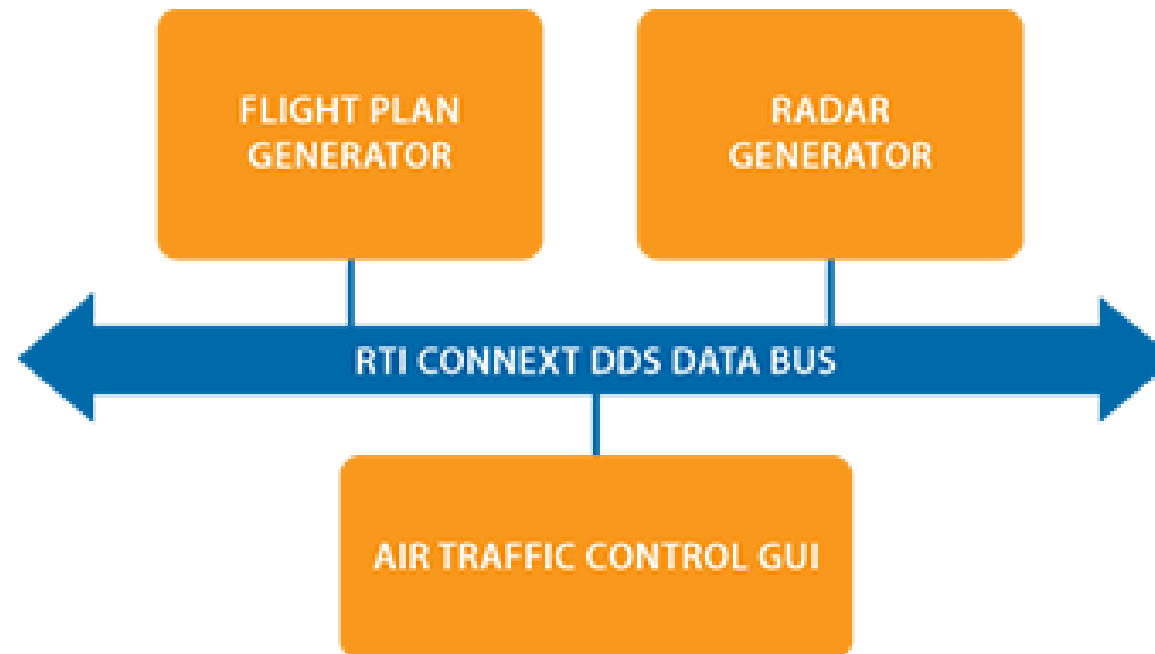 FLIGHT PLAN
GENERATOR
RADAR
GENERATOR
RTI CONNEXT DDS DATA BUS
AIR TRAFFIC CONTROL GUI